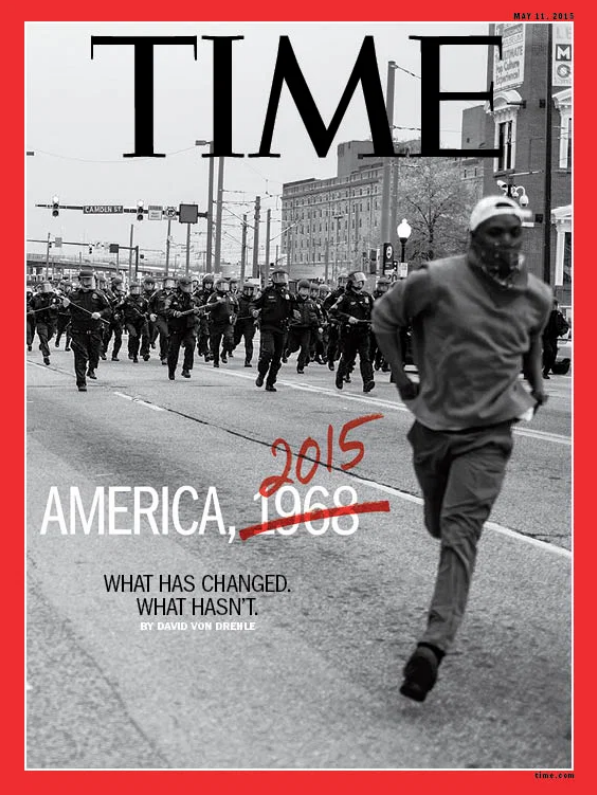 MAY 11, 2015
TIME
CAMDEN ST
2015
AMERICA, 1968
WHAT HAS CHANGED.
WHAT HASN'T.
BY DAVID VON DREHLE
time.com